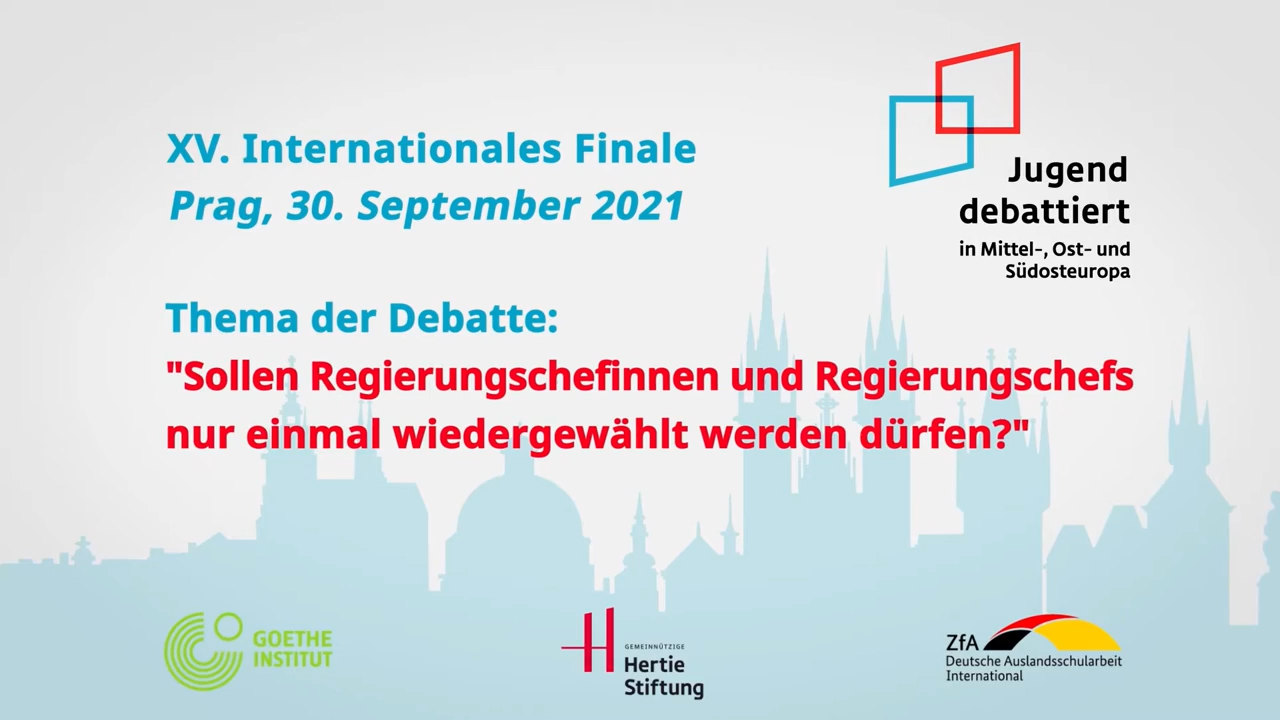 XV. Internationales Finale
Prag, 30. September 2021
Jugend
debattiert
in Mittel-, Ost- und
Südosteuropa
Thema der Debatte:
"Sollen Regierungschefinnen und Regierungschefs
nur einmal wiedergewählt werden dürfen?"
GOETHE
INSTITUT
GEMEINNÜTZIGE
Hertie
Stiftung
ZfA
Deutsche Auslandsschularbeit
International